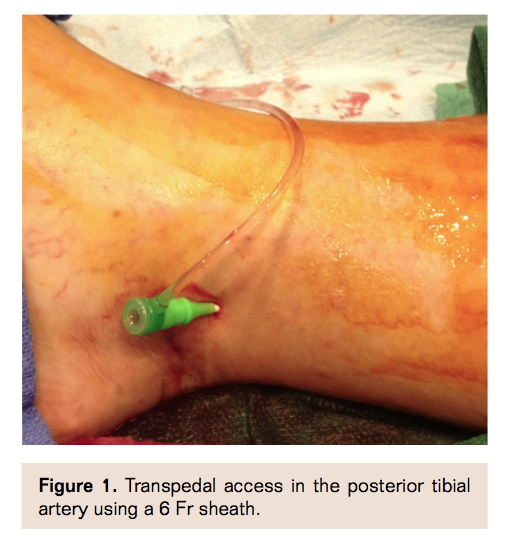 Figure 1. Transpedal access in the posterior tibial
artery using a 6 Fr sheath.